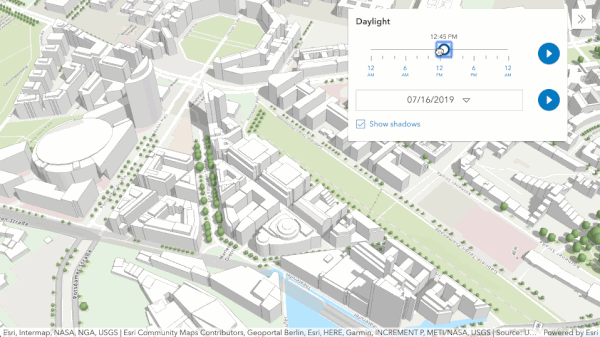 Daylight
12:45 PM
12 6 12 6 12
AM AM PM PM AM
07/16/2019
Show shadows
Potsdamer Straße
Esri, Intermap, NASA, NGA, USGS | Esri Community Maps Contributors, Geoportal Berlin, Esri, HERE, Garmin, INCREMENT P, METI/NASA, USGS | Source: U... Powered by Esri